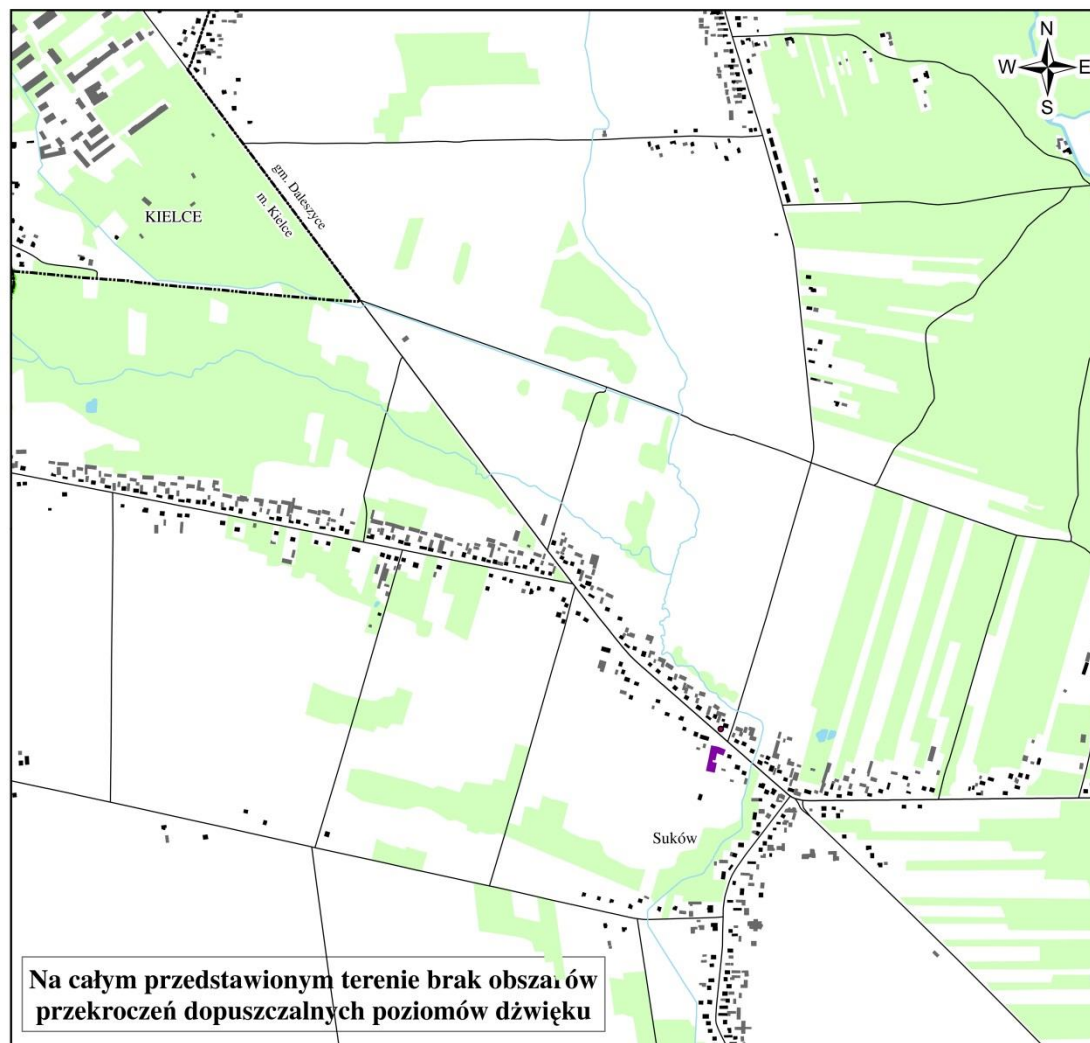 N
W E
S
gm. Daleszyce
m. Kielce
KIELCE
Suków
Na całym przedstawionym terenie brak obszarów
przekroczeń dopuszczalnych poziomów dźwięku